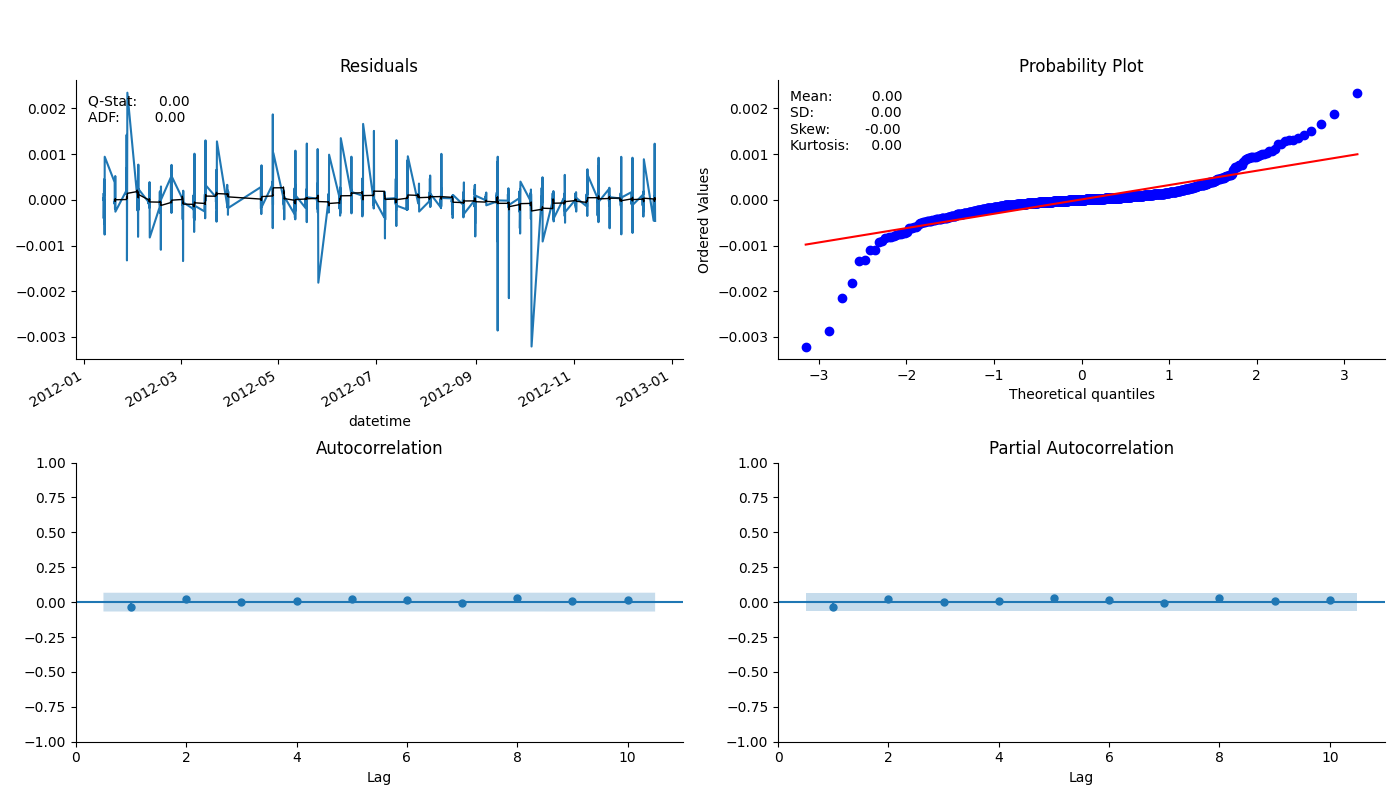 Residuals
Q-Stat: 0.00
ADF: 0.00
0.002
0.001
0.000
−0.001
−0.002
−0.003
2012-01
2012-03
2012-05
2012-07
2012-09
2012-11
2013-01
datetime
Probability Plot
Mean: 0.00
SD: 0.00
Skew: -0.00
Kurtosis: 0.00
Ordered Values
0.002
0.001
0.000
−0.001
−0.002
−0.003
−3 −2 −1 0 1 2 3
Theoretical quantiles
Autocorrelation
1.00
0.75
0.50
0.25
0.00
−0.25
−0.50
−0.75
−1.00
0 2 4 6 8 10
Lag
Partial Autocorrelation
1.00
0.75
0.50
0.25
0.00
−0.25
−0.50
−0.75
−1.00
0 2 4 6 8 10
Lag